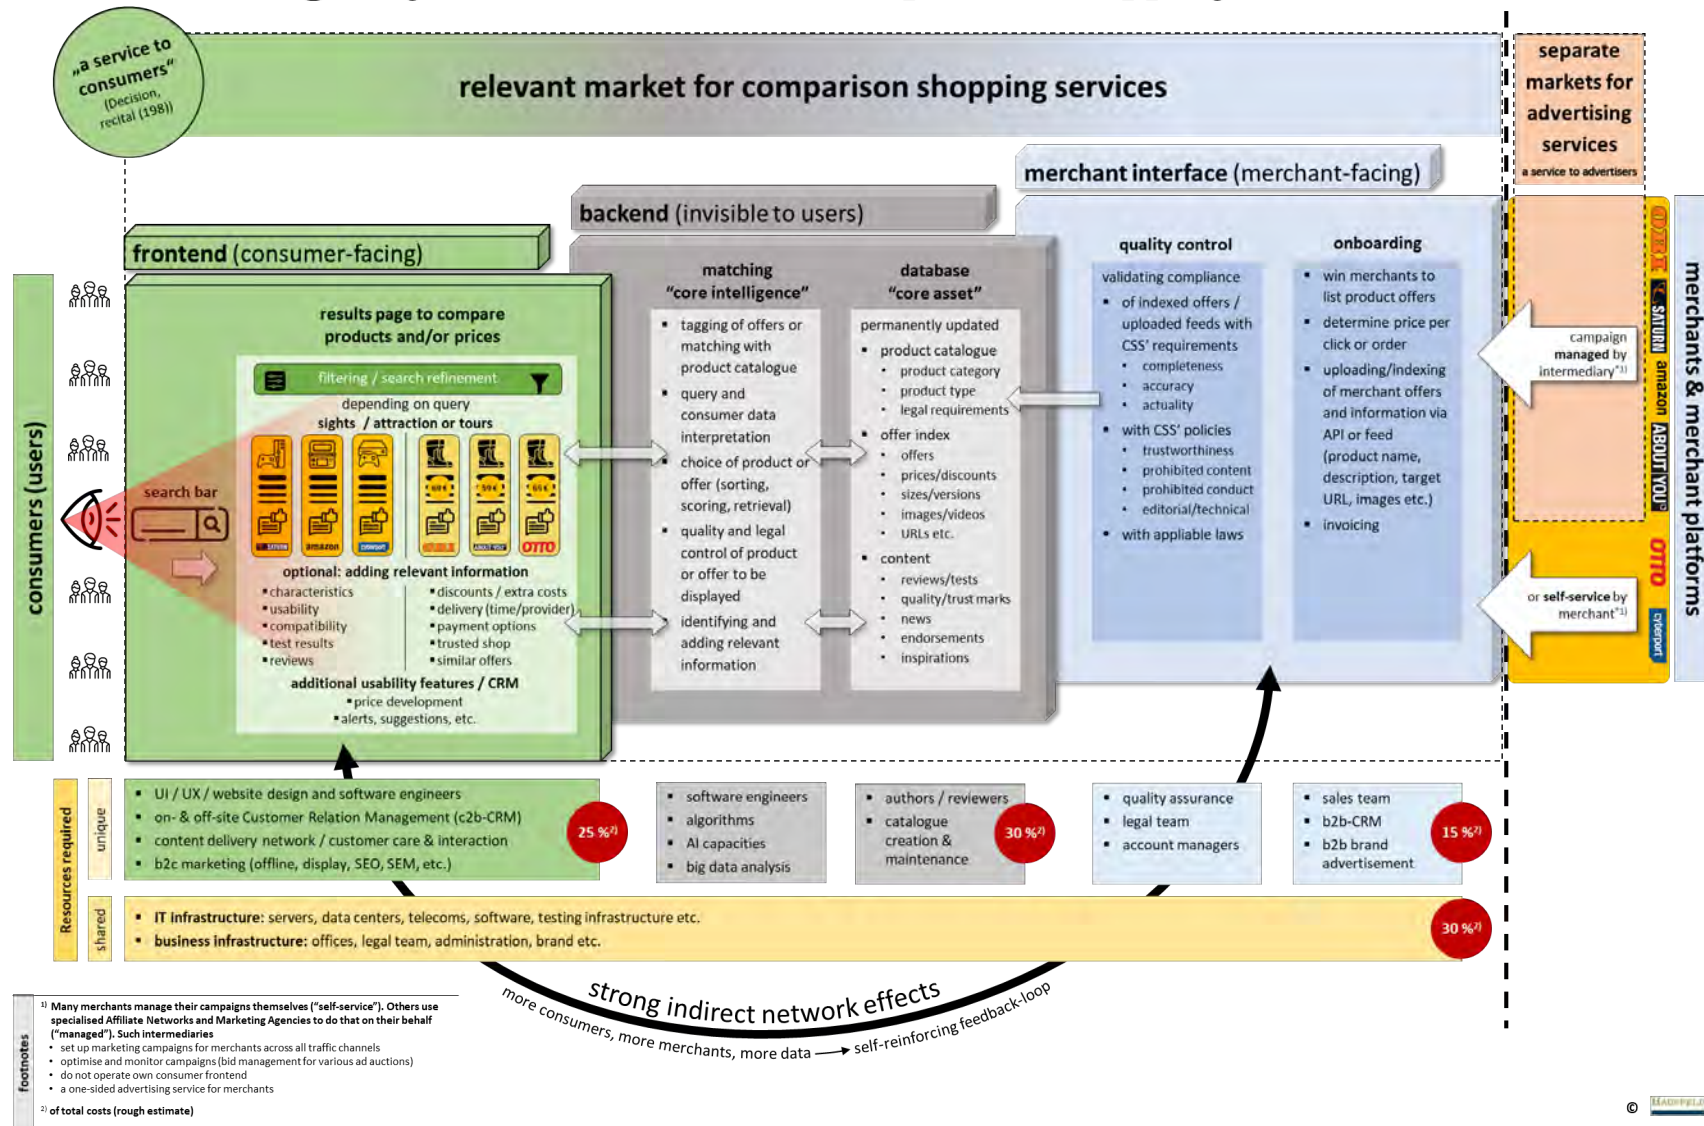 „a service to
consumers“
(Decision,
recital (198))
relevant market for comparison shopping services
separate
markets for
advertising
services
a service to advertisers
merchant interface (merchant-facing)
backend (invisible to users)
frontend (consumer-facing)
consumers (users)
merchants & merchant platforms
results page to compare
products and/or prices
filtering / search refinement
depending on query
sights / attraction or tours
search bar
69 €
59 €
65 €
SATURN
amazon
cyberport
ABOUT YOU
OTTO
optional: adding relevant information
▪ characteristics
▪ usability
▪ compatibility
▪ test results
▪ reviews
▪ discounts / extra costs
▪ delivery (time/provider)
▪ payment options
▪ trusted shop
▪ similar offers
additional usability features / CRM
▪ price development
▪ alerts, suggestions, etc.
matching
“core intelligence”
▪ tagging of offers or
matching with
product catalogue
▪ query and
consumer data
interpretation
▪ choice of product or
offer (sorting,
scoring, retrieval)
▪ quality and legal
control of product
or offer to be
displayed
▪ identifying and
adding relevant
information
database
“core asset”
permanently updated
▪ product catalogue
• product category
• product type
• legal requirements
▪ offer index
• offers
• prices/discounts
• sizes/versions
• images/videos
• URLs etc.
▪ content
• reviews/tests
• quality/trust marks
• news
• endorsements
• inspirations
quality control
validating compliance
▪ of indexed offers /
uploaded feeds with
CSS’ requirements
• completeness
• accuracy
• actuality
▪ with CSS’ policies
• trustworthiness
• prohibited content
• prohibited conduct
• editorial/technical
▪ with appliable laws
onboarding
▪ win merchants to
list product offers
▪ determine price per
click or order
▪ uploading/indexing
of merchant offers
and information via
API or feed
(product name,
description, target
URL, images etc.)
▪ invoicing
campaign
managed by
intermediary*1)
or self-service by
merchant*1)
SATURN
amazon
ABOUT YOU
OTTO
cyberport
Resources required
unique
shared
▪ UI / UX / website design and software engineers
▪ on- & off-site Customer Relation Management (c2b-CRM)
▪ content delivery network / customer care & interaction
▪ b2c marketing (offline, display, SEO, SEM, etc.)
25 %2)
▪ software engineers
▪ algorithms
▪ AI capacities
▪ big data analysis
▪ authors / reviewers
▪ catalogue
creation &
maintenance
30 %2)
▪ quality assurance
▪ legal team
▪ account managers
▪ sales team
▪ b2b-CRM
▪ b2b brand
advertisement
15 %2)
▪ IT infrastructure: servers, data centers, telecoms, software, testing infrastructure etc.
▪ business infrastructure: offices, legal team, administration, brand etc.
30 %2)
strong indirect network effects
more consumers, more merchants, more data → self-reinforcing feedback-loop
footnotes
1) Many merchants manage their campaigns themselves (“self-service”). Others use
specialised Affiliate Networks and Marketing Agencies to do that on their behalf
(“managed”). Such intermediaries
• set up marketing campaigns for merchants across all traffic channels
• optimise and monitor campaigns (bid management for various ad auctions)
• do not operate own consumer frontend
• a one-sided advertising service for merchants
2) of total costs (rough estimate)
©